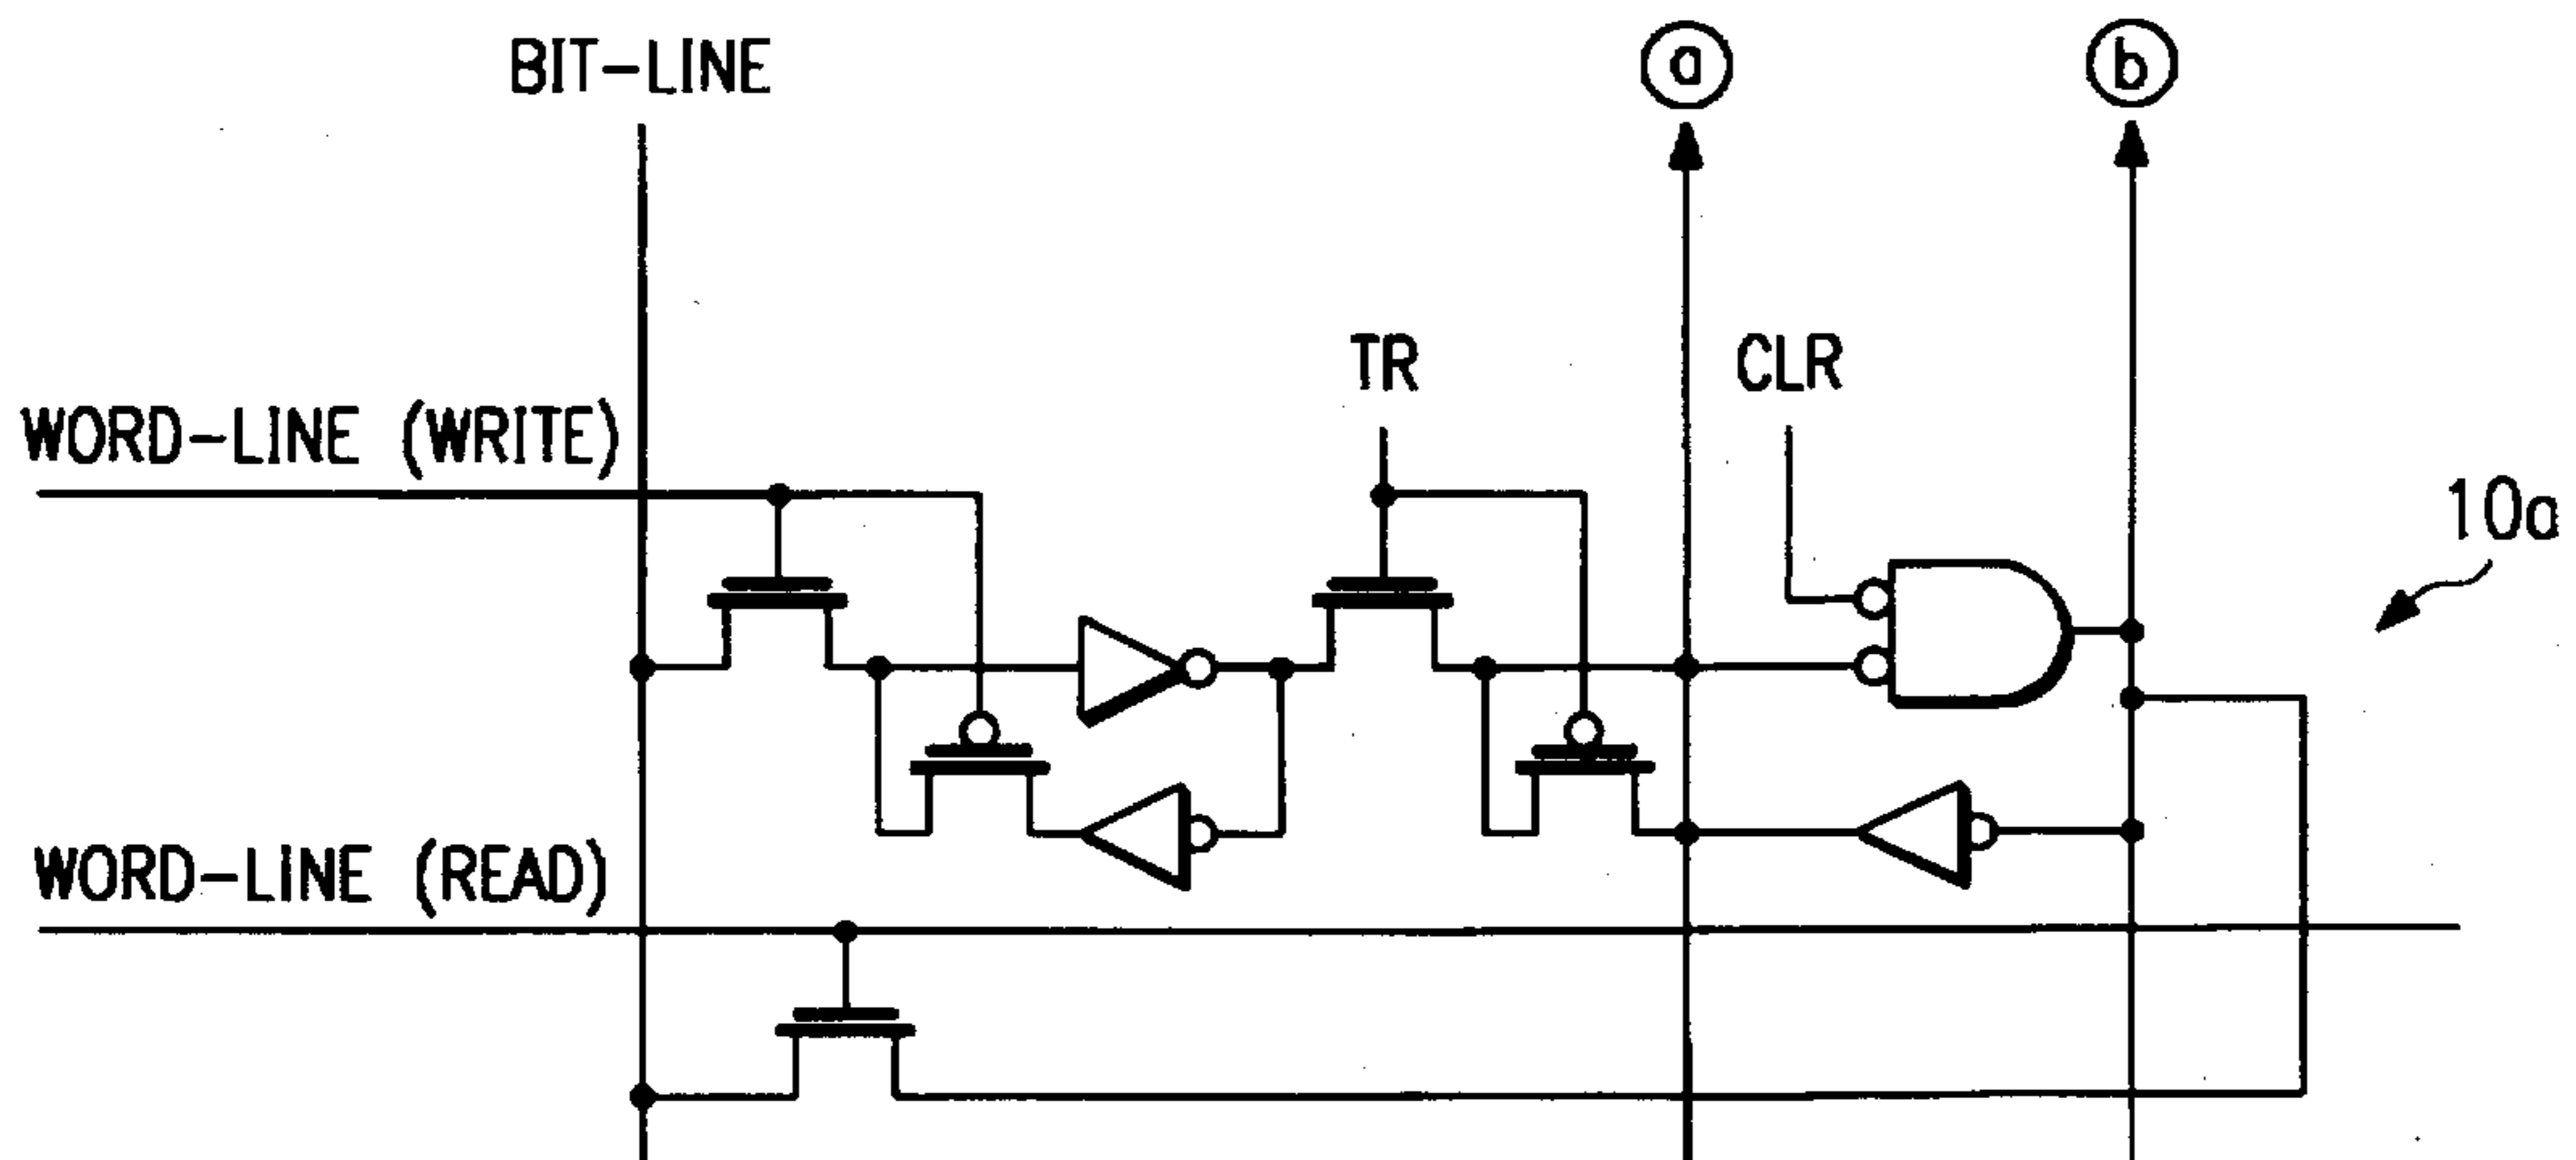 BIT-LINE
a
b
TR
CLR
WORD-LINE (WRITE)
10a
WORD-LINE (READ)